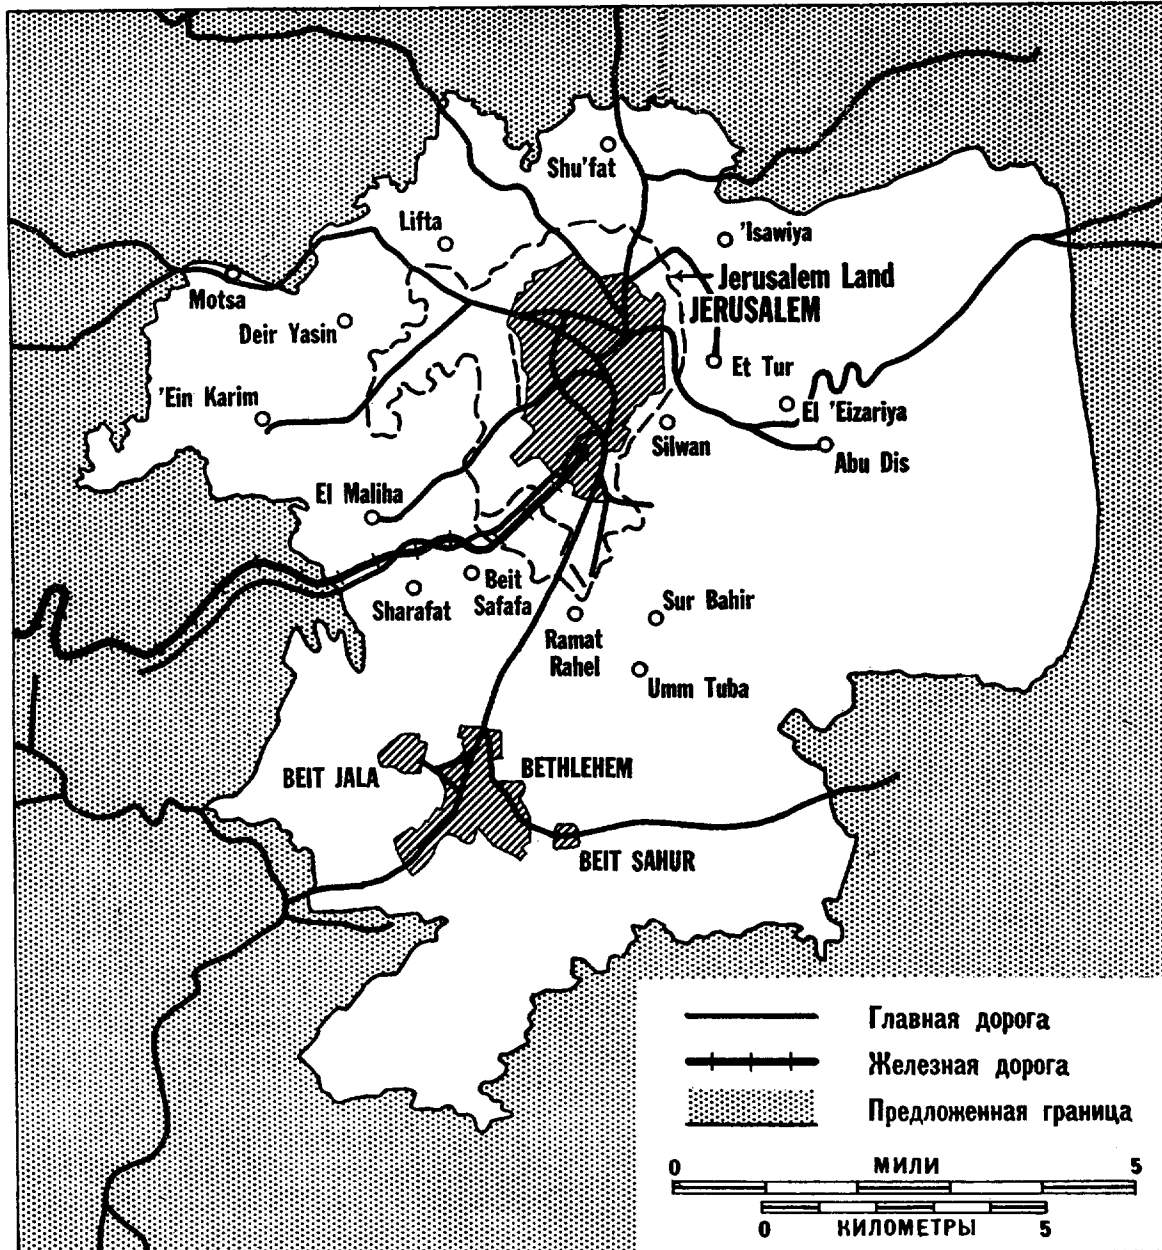 Shu'fat
Lifta
'Isawiya
Jerusalem Land
JERUSALEM
Motsa
Deir Yasin
Et Tur
'Ein Karim
El 'Eizariya
Silwan
Abu Dis
El Maliha
Beit
Safafa
Sharafat
Sur Bahir
Ramat
Rahel
Umm Tuba
BEIT JALA
BETHLEHEM
BEIT SAHUR
Главная дорога
Железная дорога
Предложенная граница
0 МИЛИ 5
0 КИЛОМЕТРЫ 5